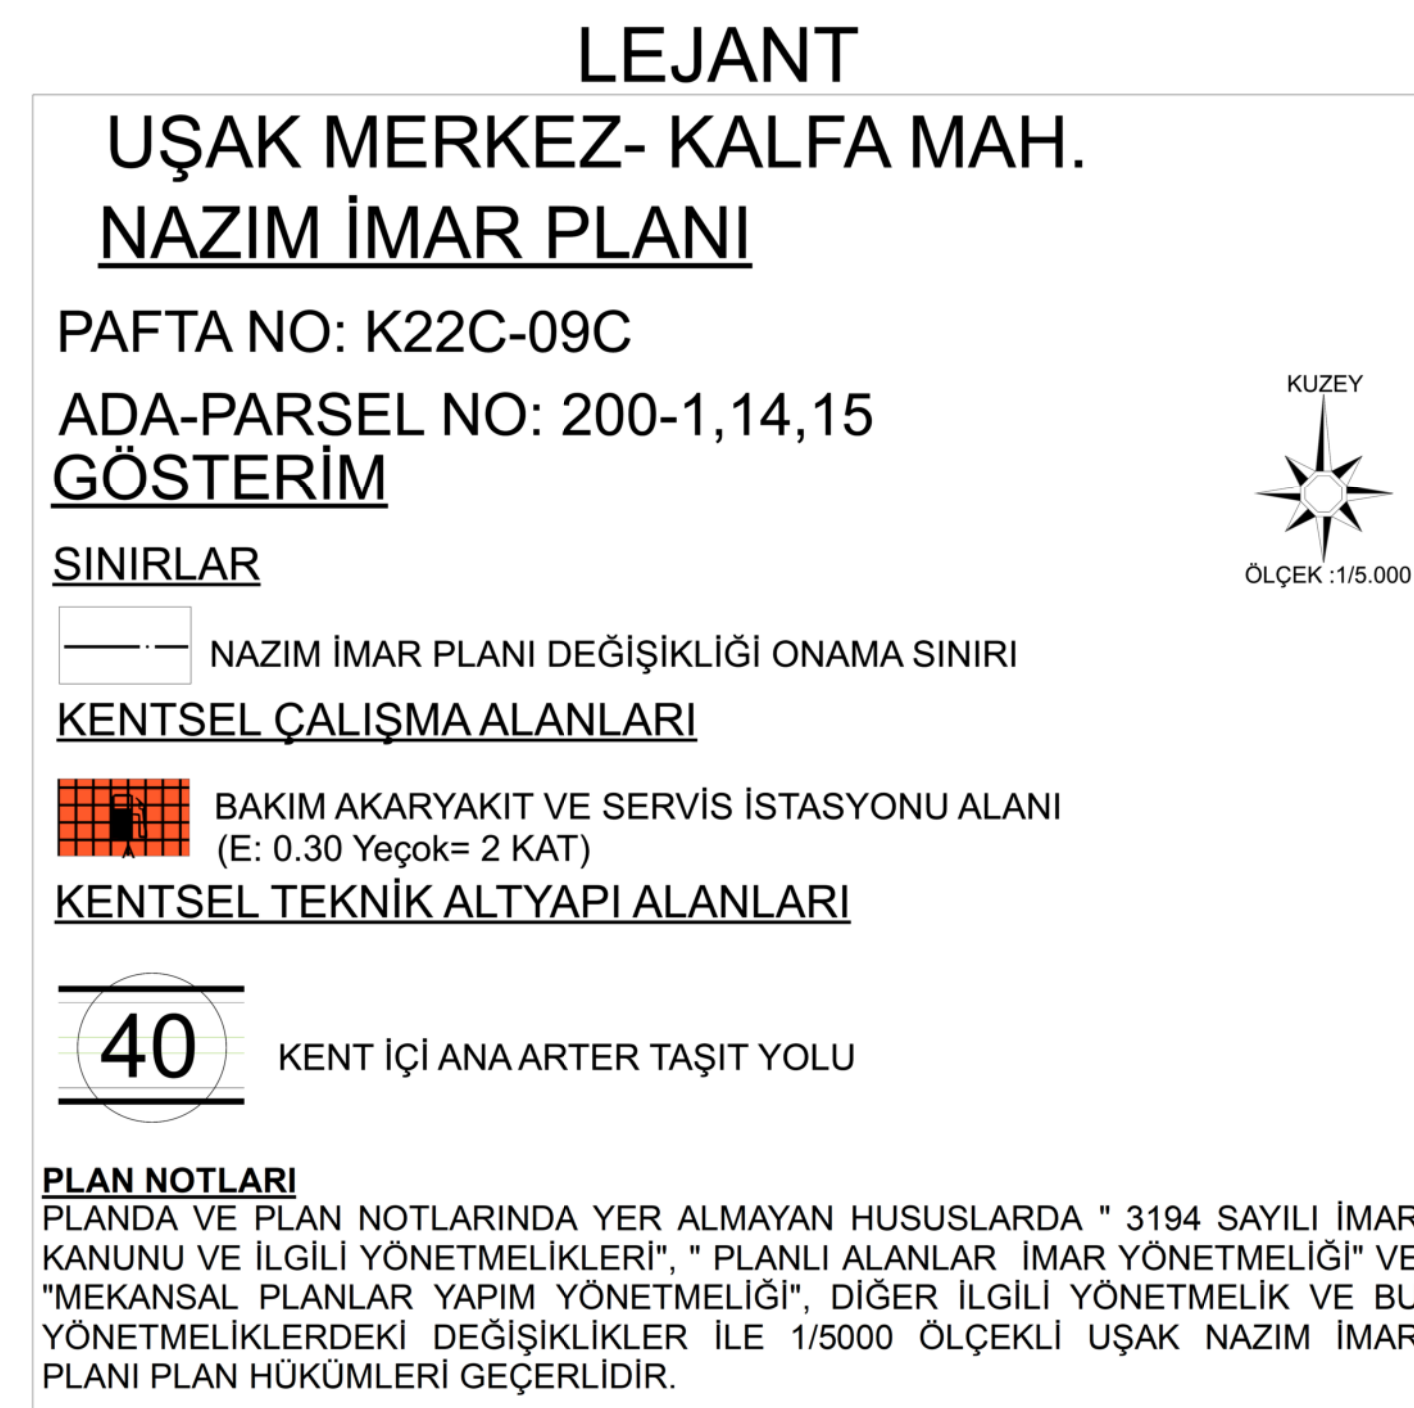 LEJANT
UŞAK MERKEZ- KALFA MAH.
NAZIM İMAR PLANI
PAFTA NO: K22C-09C
ADA-PARSEL NO: 200-1,14,15
KUZEY
ÖLÇEK :1/5.000
GÖSTERİM
SINIRLAR
NAZIM İMAR PLANI DEĞİŞİKLİĞİ ONAMA SINIRI
KENTSEL ÇALIŞMA ALANLARI
BAKIM AKARYAKIT VE SERVİS İSTASYONU ALANI
(E: 0.30 Yeçok= 2 KAT)
KENTSEL TEKNİK ALTYAPI ALANLARI
40
KENT İÇİ ANA ARTER TAŞIT YOLU
PLAN NOTLARI
PLANDA VE PLAN NOTLARINDA YER ALMAYAN HUSUSLARDA " 3194 SAYILI İMAR
KANUNU VE İLGİLİ YÖNETMELİKLERİ", " PLANLI ALANLAR İMAR YÖNETMELİĞİ" VE
"MEKANSAL PLANLAR YAPIM YÖNETMELİĞİ", DİĞER İLGİLİ YÖNETMELİK VE BU
YÖNETMELİKLERDEKİ DEĞİŞİKLİKLER İLE 1/5000 ÖLÇEKLİ UŞAK NAZIM İMAR
PLANI PLAN HÜKÜMLERİ GEÇERLİDİR.